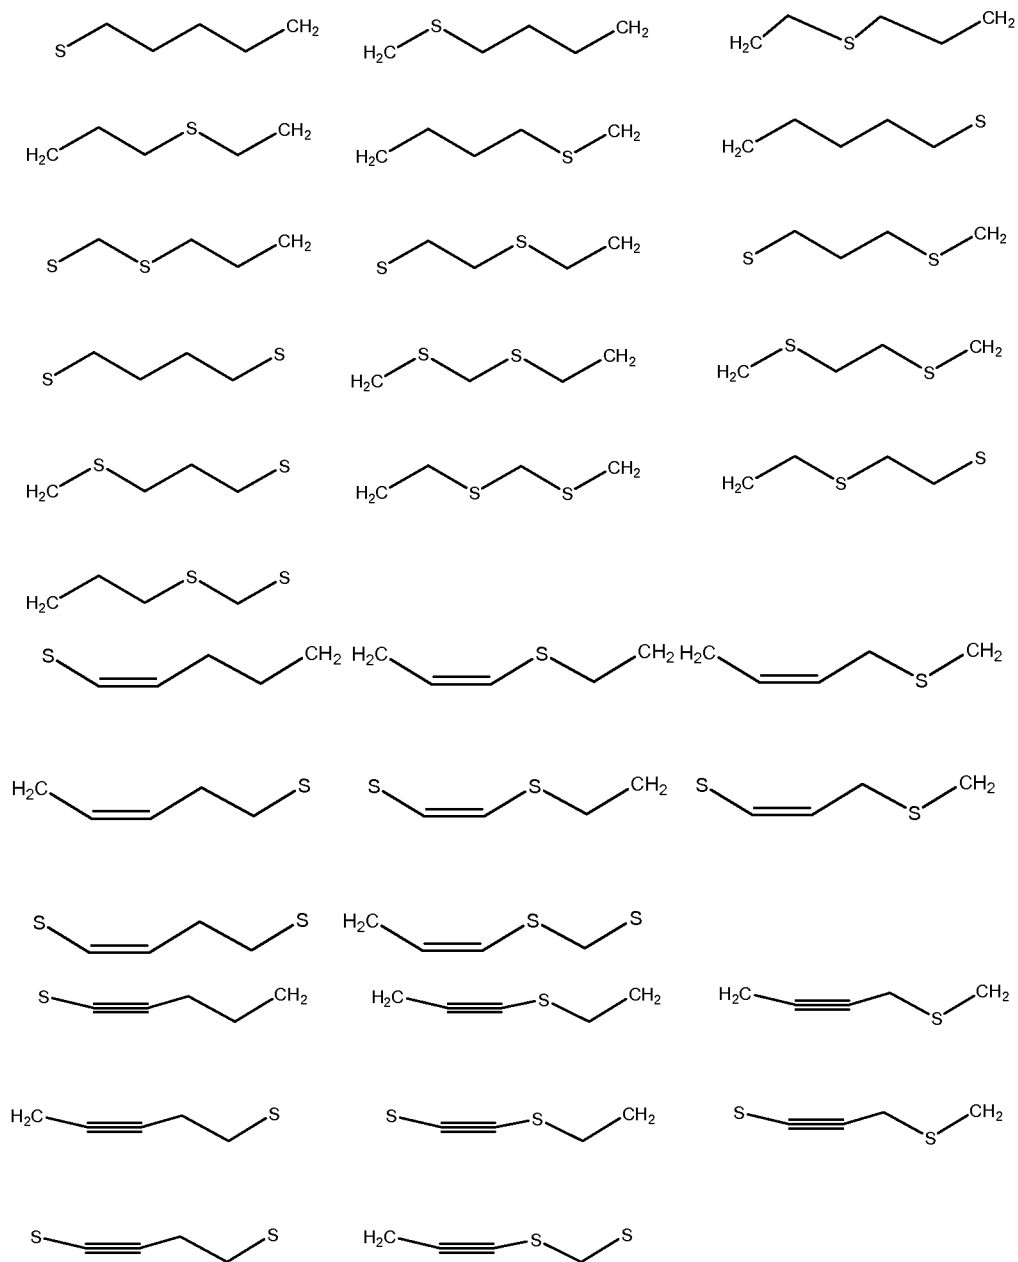 S CH2 H2C S CH2 H2C S CH2
H2C S CH2 H2C S CH2 H2C S
S S CH2 S S CH2 S S CH2
S S H2C S S CH2 H2C S S CH2
H2C S S H2C S S CH2 H2C S S
H2C S S
S CH2 H2C S CH2 H2C S CH2
H2C S S S CH2 S S CH2
S S H2C S S
S CH2 H2C S CH2 H2C S CH2
H2C S S S CH2 S S CH2
S S H2C S S